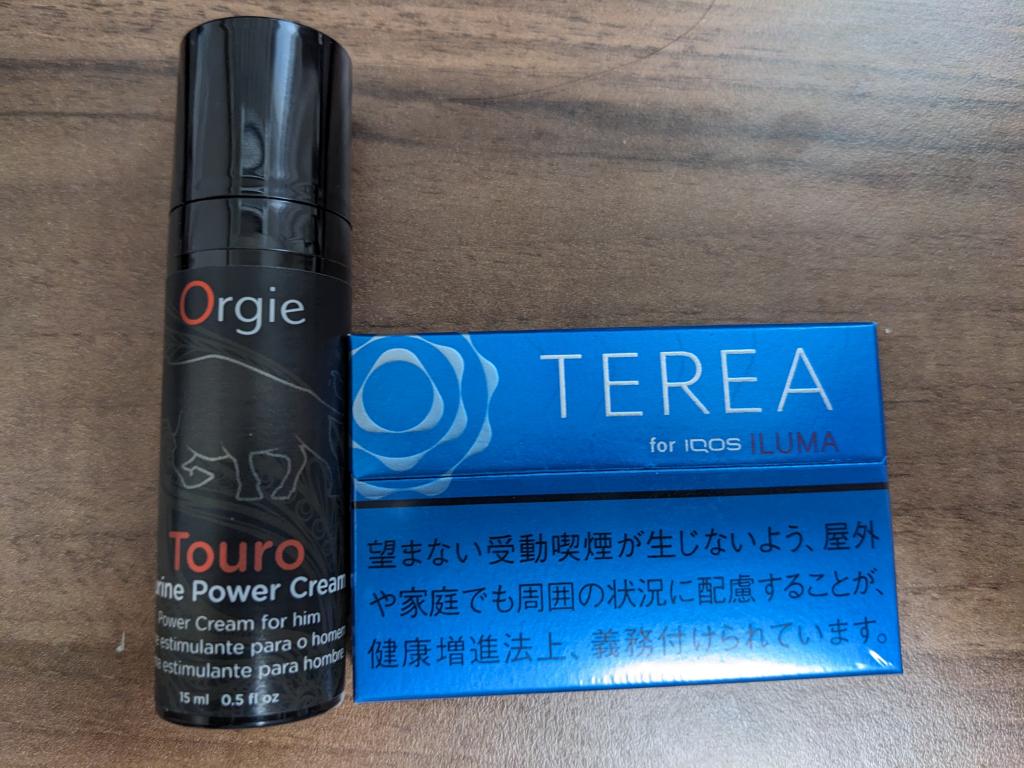 Orgie
Touro
Power Cream
Power Cream for him
estimulante para o homem
estimulante para hombre
15 ml 0.5 fl oz
TEREA
for IQOS ILUMA
望まない受動喫煙が生じないよう、屋外
や家庭でも周囲の状況に配慮することが、
健康増進法上、義務付けられています。